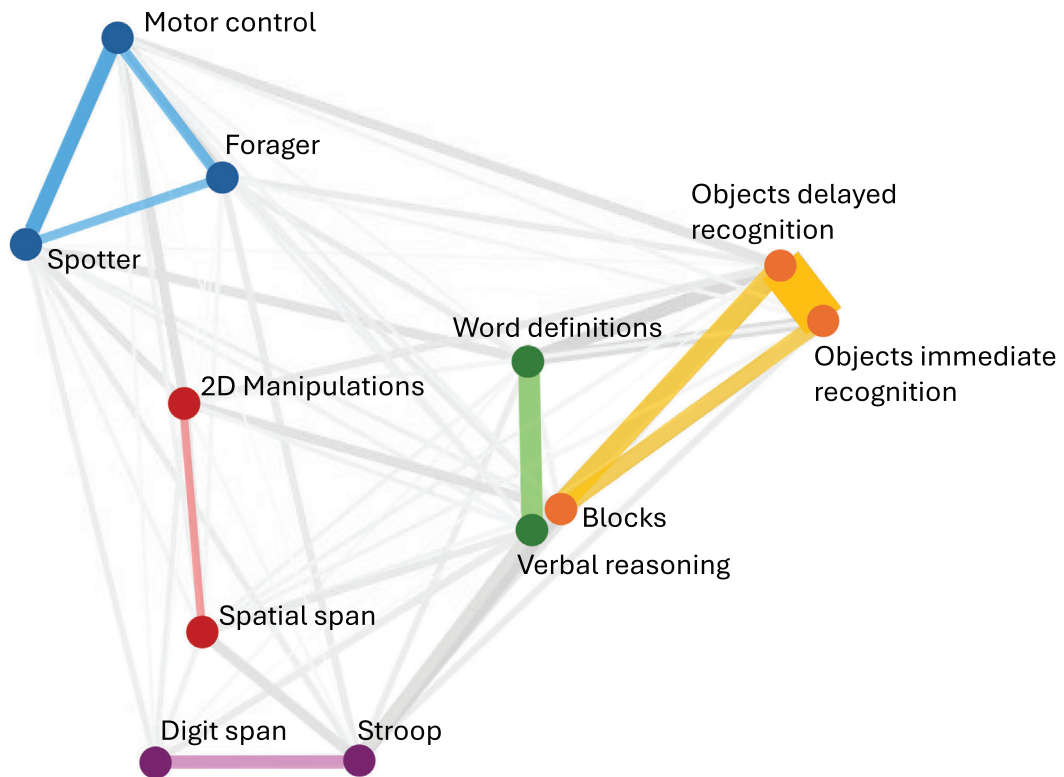 Motor control
Forager
Objects delayed
recognition
Spotter
Word definitions
Objects immediate
recognition
2D Manipulations
Blocks
Verbal reasoning
Spatial span
Digit span
Stroop